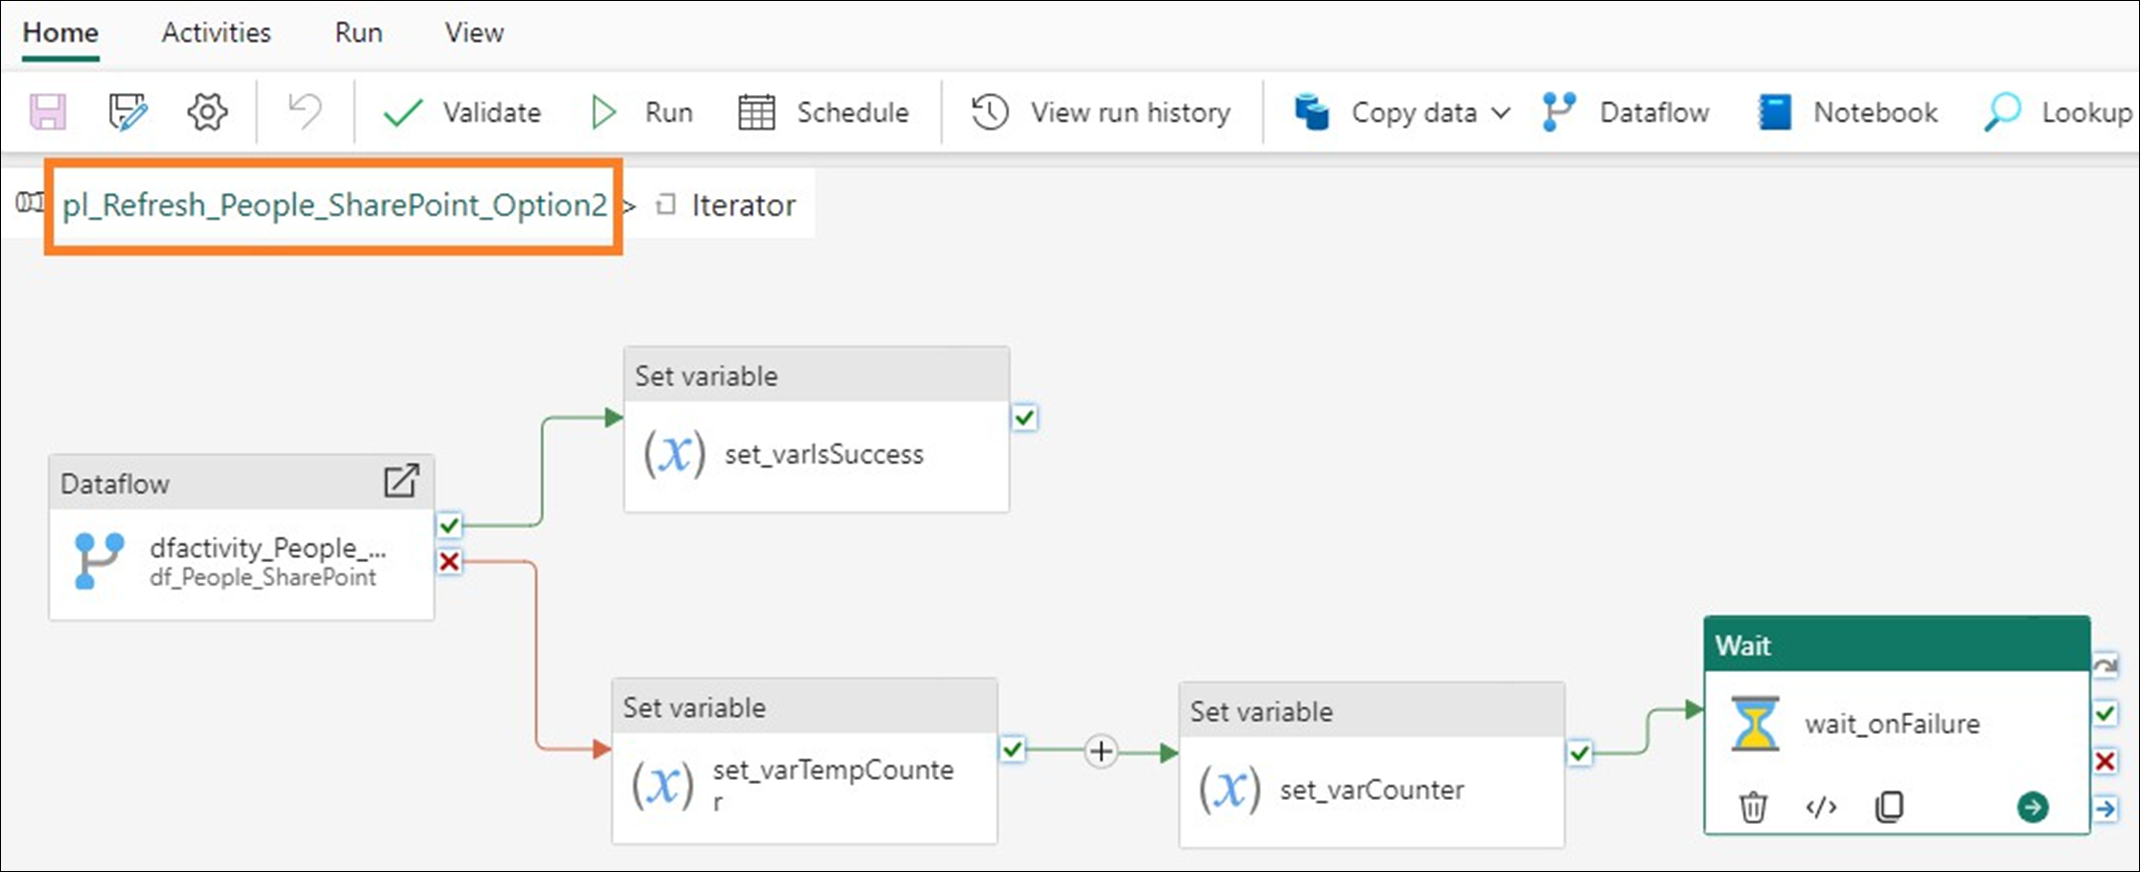 Home Activities Run View
Validate Run Schedule View run history Copy data Dataflow Notebook Lookup
pl_Refresh_People_SharePoint_Option2 > Iterator
Set variable
(x) set_varIsSuccess
Dataflow
dfactivity_People_...
df_People_SharePoint
Set variable
(x) set_varTempCounte
r
Set variable
(x) set_varCounter
Wait
wait_onFailure